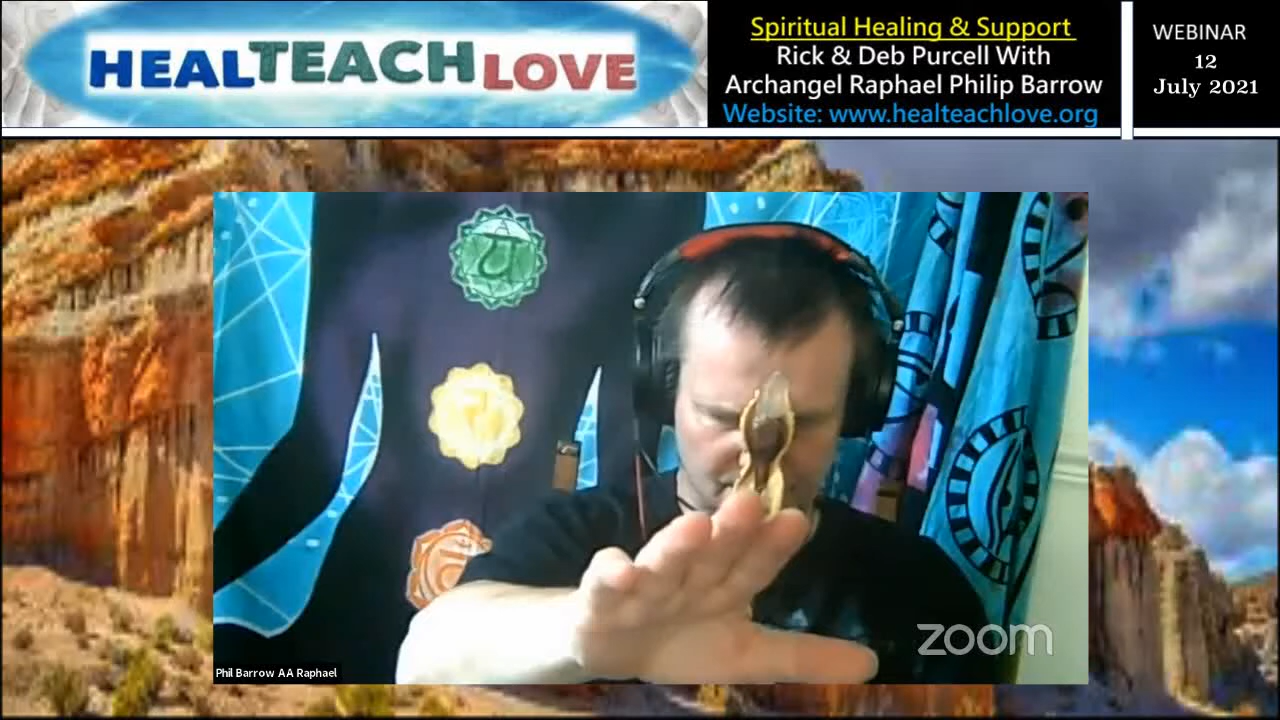 HEALTEACHLOVE
Spiritual Healing & Support
Rick & Deb Purcell With
Archangel Raphael Philip Barrow
Website: www.healteachlove.org
WEBINAR
12
July 2021
zoom
Phil Barrow AA Raphael